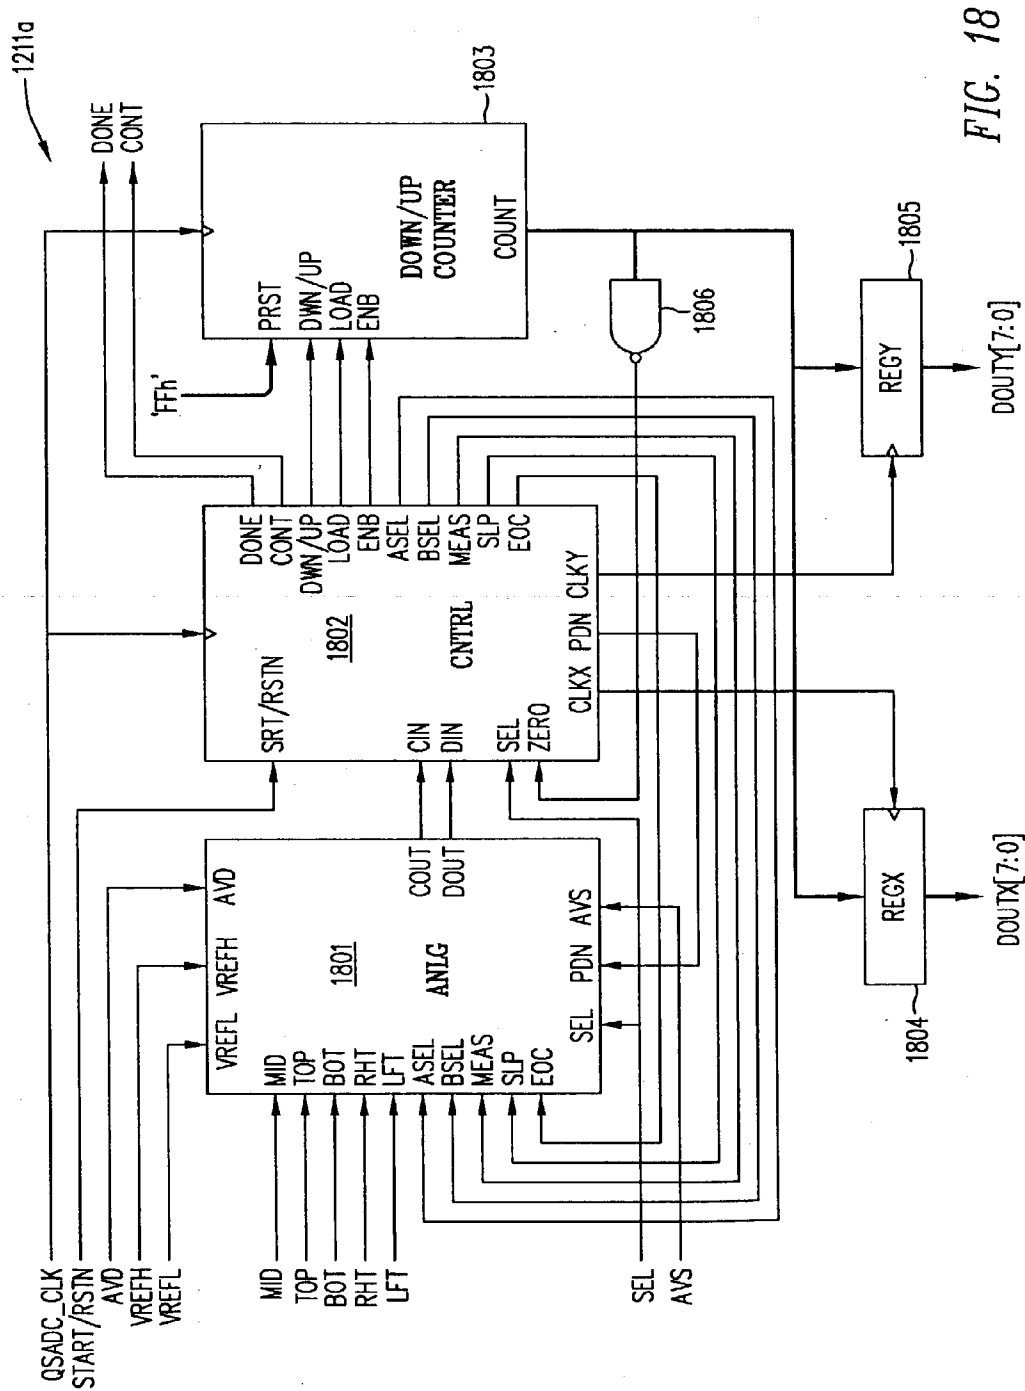 1211a
QSADC_CLK
START/RSTN
AVD
VREFH
VREFL
DONE
CONT
VREFL
VREFH
AVD
MID
TOP
BOT
RHT
LFT
ASEL
BSEL
MEAS
SLP
EOC
1801
ANLG
COUT
DOUT
SEL
PDN
AVS
MID
TOP
BOT
RHT
LFT
SEL
AVS
SRT/RSTN
CIN
DIN
SEL
ZERO
1802
CNTRL
DONE
CONT
DWN/UP
LOAD
ENB
ASEL
BSEL
MEAS
SLP
EOC
CLKX
PDN
CLKY
'FFh'
PRST
DWN/UP
LOAD
ENB
DOWN/UP
COUNTER
COUNT
1803
1806
REGX
1804
DOUTX[7:0]
REGY
1805
DOUTY[7:0]
FIG. 18